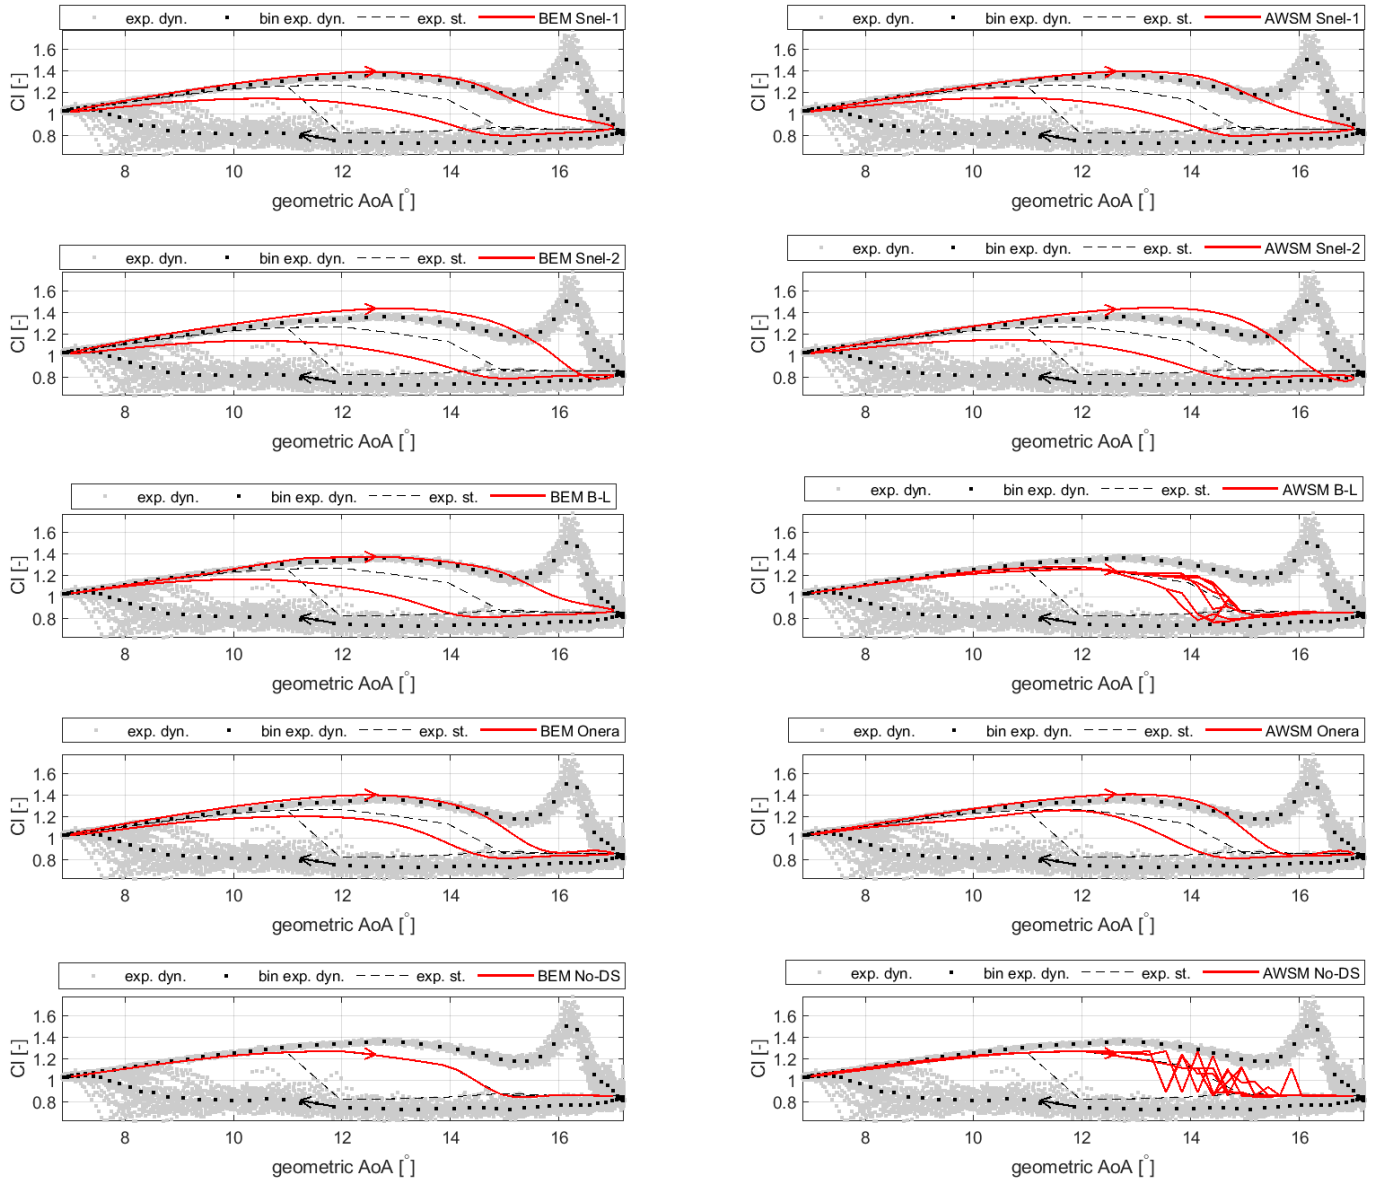 exp. dyn. bin exp. dyn. exp. st. BEM Snel-1
Cl [-]
1.6
1.4
1.2
1
0.8
8 10 12 14 16
geometric AoA [°]
exp. dyn. bin exp. dyn. exp. st. AWSM Snel-1
Cl [-]
1.6
1.4
1.2
1
0.8
8 10 12 14 16
geometric AoA [°]
exp. dyn. bin exp. dyn. exp. st. BEM Snel-2
Cl [-]
1.6
1.4
1.2
1
0.8
8 10 12 14 16
geometric AoA [°]
exp. dyn. bin exp. dyn. exp. st. AWSM Snel-2
Cl [-]
1.6
1.4
1.2
1
0.8
8 10 12 14 16
geometric AoA [°]
exp. dyn. bin exp. dyn. exp. st. BEM B-L
Cl [-]
1.6
1.4
1.2
1
0.8
8 10 12 14 16
geometric AoA [°]
exp. dyn. bin exp. dyn. exp. st. AWSM B-L
Cl [-]
1.6
1.4
1.2
1
0.8
8 10 12 14 16
geometric AoA [°]
exp. dyn. bin exp. dyn. exp. st. BEM Onera
Cl [-]
1.6
1.4
1.2
1
0.8
8 10 12 14 16
geometric AoA [°]
exp. dyn. bin exp. dyn. exp. st. AWSM Onera
Cl [-]
1.6
1.4
1.2
1
0.8
8 10 12 14 16
geometric AoA [°]
exp. dyn. bin exp. dyn. exp. st. BEM No-DS
Cl [-]
1.6
1.4
1.2
1
0.8
8 10 12 14 16
geometric AoA [°]
exp. dyn. bin exp. dyn. exp. st. AWSM No-DS
Cl [-]
1.6
1.4
1.2
1
0.8
8 10 12 14 16
geometric AoA [°]